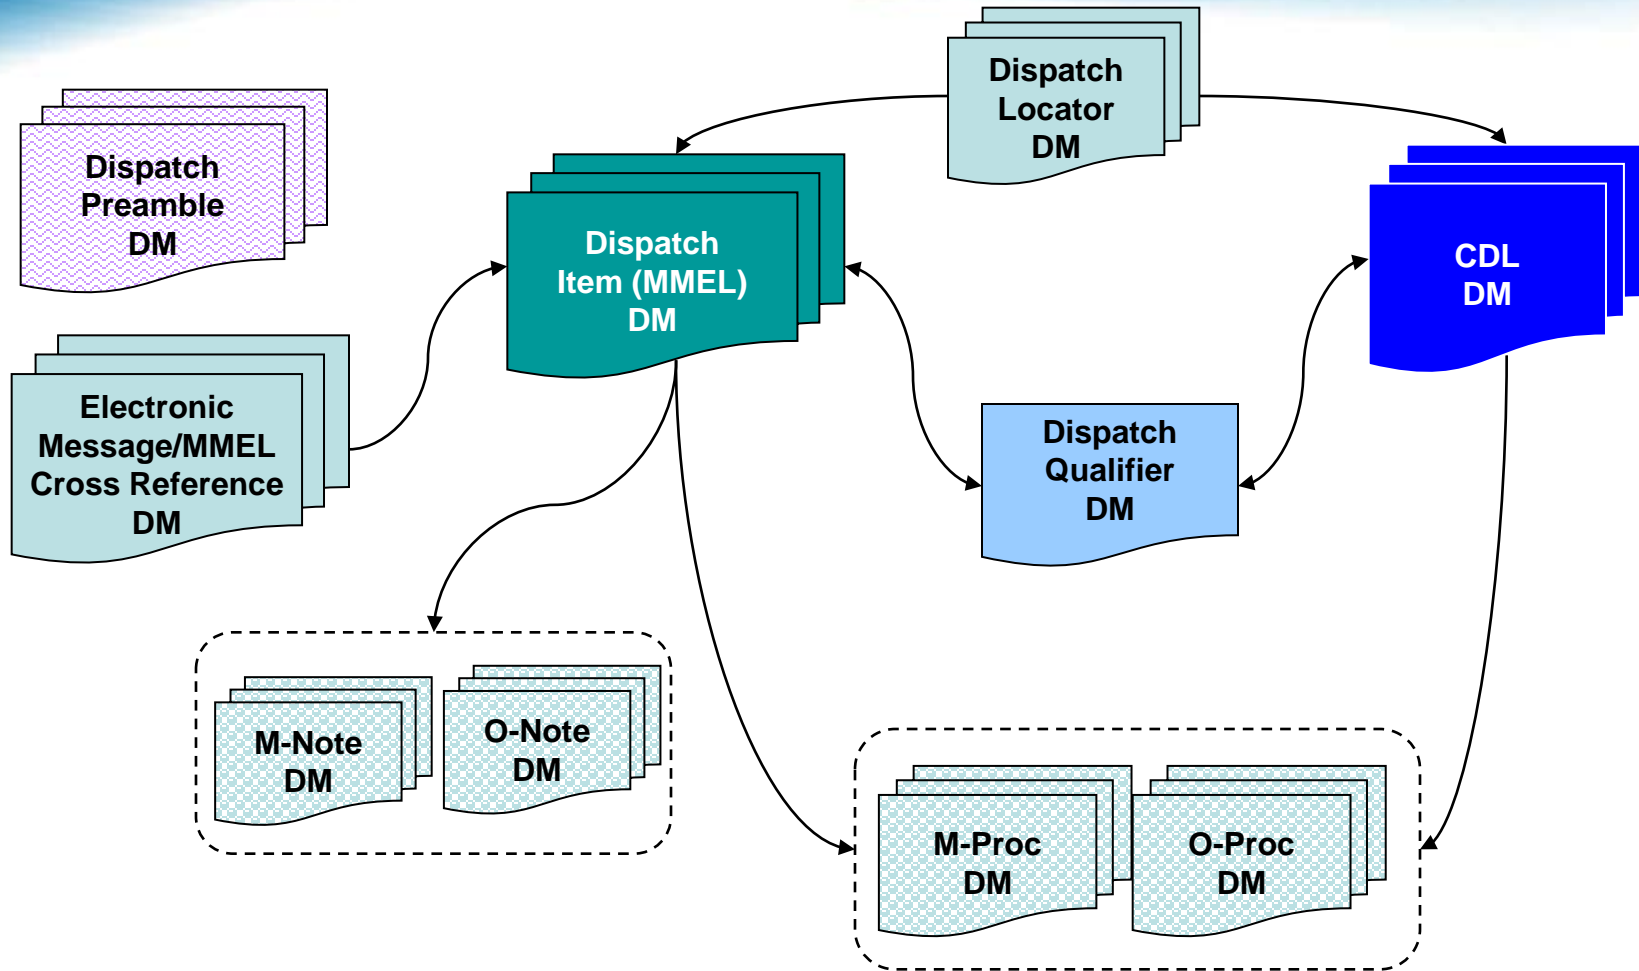 Dispatch
Locator
DM
Dispatch
Preamble
DM
Dispatch
Item (MMEL)
DM
CDL
DM
Electronic
Message/MMEL
Cross Reference
DM
Dispatch
Qualifier
DM
M-Note
DM
O-Note
DM
M-Proc
DM
O-Proc
DM